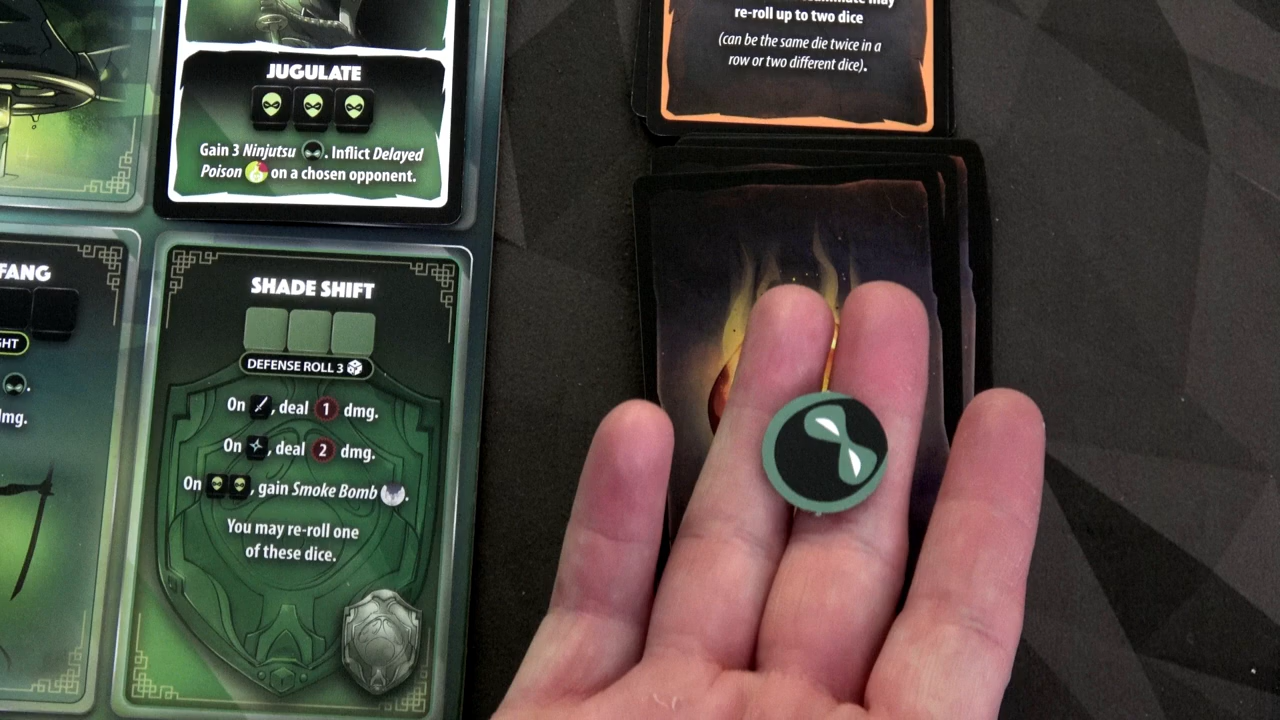 JUGULATE
Gain 3 Ninjutsu . Inflict Delayed
Poison on a chosen opponent.
FANG
dmg.
SHADE SHIFT
DEFENSE ROLL 3
On , deal 1 dmg.
On , deal 2 dmg.
On , gain Smoke Bomb .
You may re-roll one
of these dice.
may
re-roll up to two dice
(can be the same die twice in a
row or two different dice).